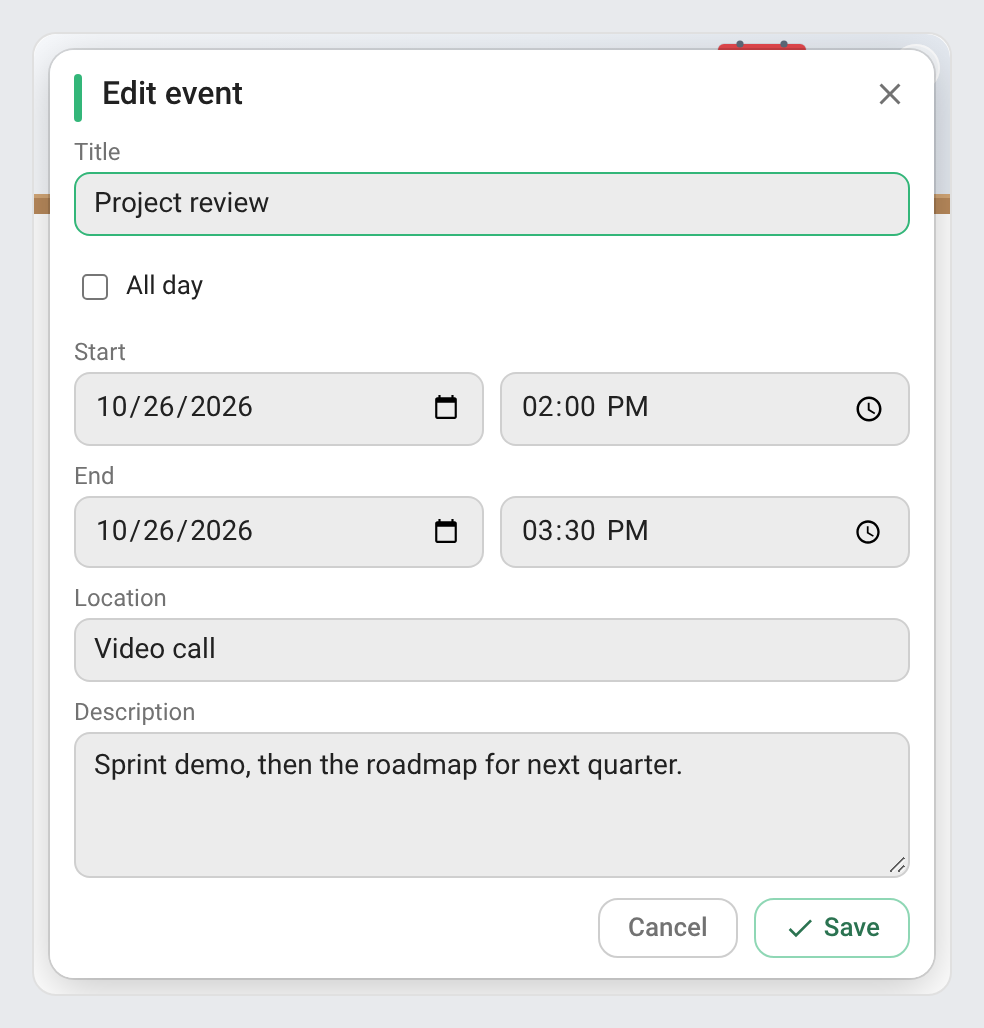 Edit event
Title
Project review
All day
Start
10/26/2026
02:00 PM
End
10/26/2026
03:30 PM
Location
Video call
Description
Sprint demo, then the roadmap for next quarter.
Cancel
Save